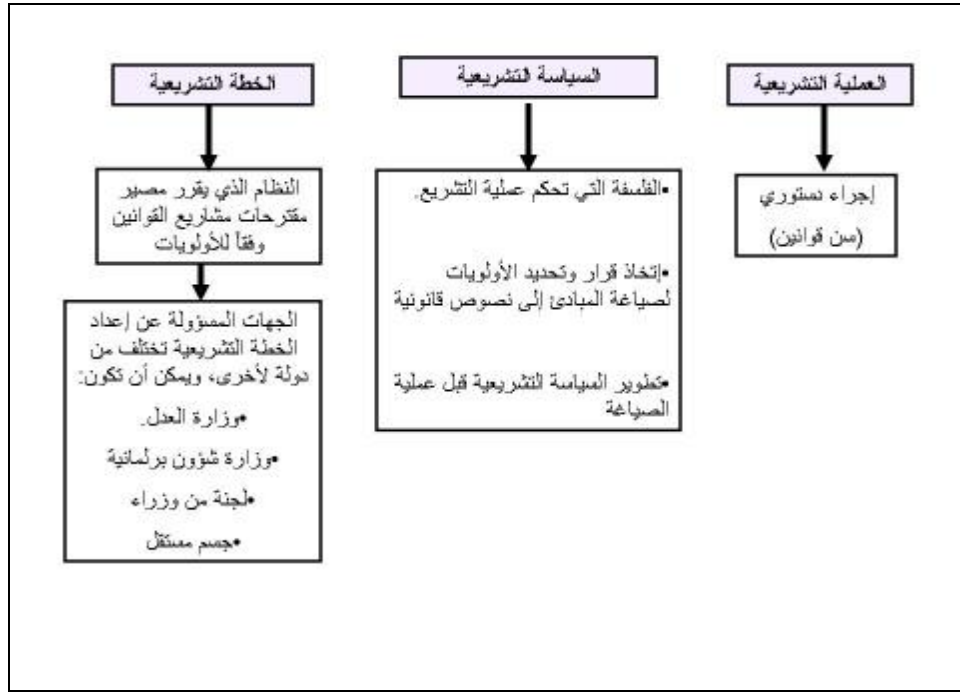 العملية التشريعية
إجراء دستوري
(سن قوانين)
السياسة التشريعية
•الفلسفة التي تحكم عملية التشريع.
•إتخاذ قرار وتحديد الأولويات
لصياغة المبادئ إلى نصوص قانونية
•تطوير السياسة التشريعية قبل عملية
الصياغة
الخطة التشريعية
النظام الذي يقرر مصير
مقترحات مشاريع القوانين
وفقاً للأولويات
الجهات المسؤولة عن إعداد
الخطة التشريعية تختلف من
دولة لأخرى، ويمكن أن تكون:
•وزارة العدل.
•وزارة شؤون برلمانية
•لجنة من وزراء
•جسم مستقل